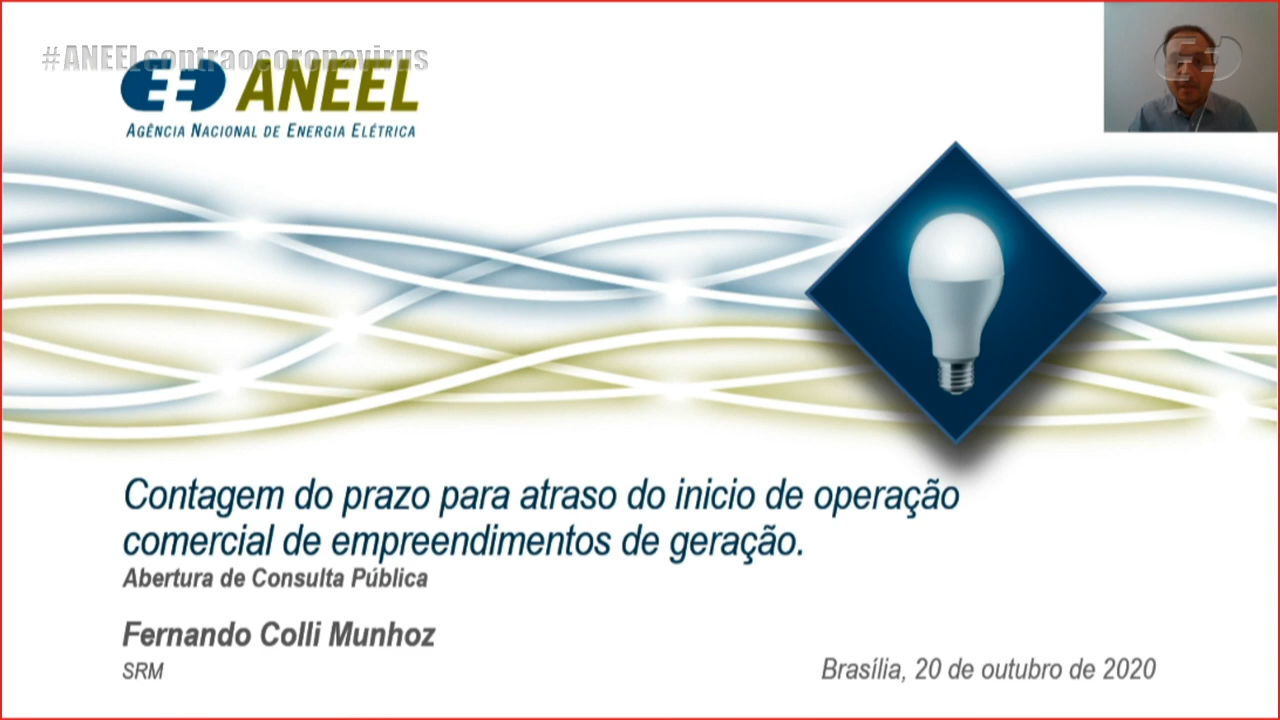 #ANEELcontraocoronavirus
ANEEL
AGÊNCIA NACIONAL DE ENERGIA ELÉTRICA
Contagem do prazo para atraso do inicio de operação
comercial de empreendimentos de geração.
Abertura de Consulta Pública
Fernando Colli Munhoz
SRM
Brasília, 20 de outubro de 2020